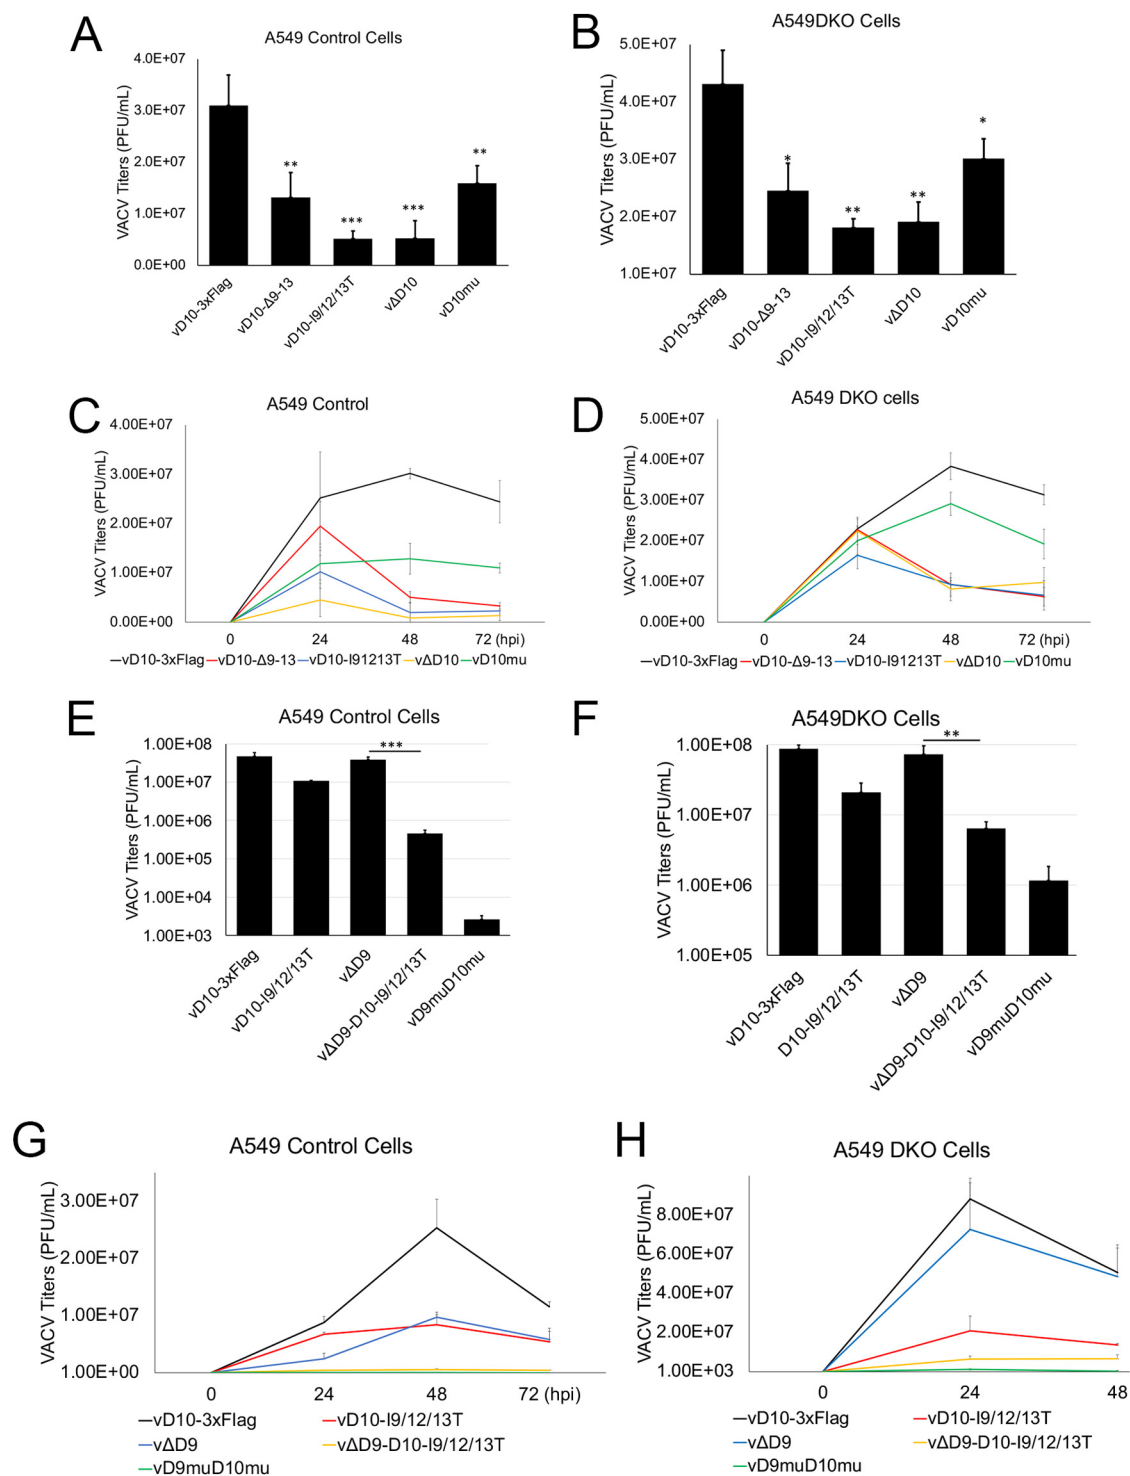 A
A549 Control Cells
VACV Titers (PFU/mL)
4.0E+07
3.0E+07
2.0E+07
1.0E+07
0.0E+00
**
***
***
**
vD10-3xFlag
vD10-Δ9-13
vD10-I9/12/13T
vΔD10
vD10mu
B
A549DKO Cells
VACV Titers (PFU/mL)
5.0E+07
4.0E+07
3.0E+07
2.0E+07
1.0E+07
*
**
**
*
vD10-3xFlag
vD10-Δ9-13
vD10-I9/12/13T
vΔD10
vD10mu
C
A549 Control
VACV Titers (PFU/mL)
4.00E+07
3.00E+07
2.00E+07
1.00E+07
0.00E+00
0 24 48 72 (hpi)
vD10-3xFlag vD10-Δ9-13 vD10-I91213T vΔD10 vD10mu
D
A549 DKO cells
VACV Titers (PFU/mL)
5.00E+07
4.00E+07
3.00E+07
2.00E+07
1.00E+07
0.00E+00
0 24 48 72 (hpi)
vD10-3xFlag vD10-Δ9-13 vD10-I91213T vΔD10 vD10mu
E
A549 Control Cells
VACV Titers (PFU/mL)
1.00E+08
1.00E+07
1.00E+06
1.00E+05
1.00E+04
1.00E+03
***
vD10-3xFlag
vD10-I9/12/13T
vΔD9
vΔD9-D10-I9/12/13T
vD9muD10mu
F
A549DKO Cells
VACV Titers (PFU/mL)
1.00E+08
1.00E+07
1.00E+06
1.00E+05
**
vD10-3xFlag
D10-I9/12/13T
vΔD9
vΔD9-D10-I9/12/13T
vD9muD10mu
G
A549 Control Cells
VACV Titers (PFU/mL)
3.00E+07
2.00E+07
1.00E+07
1.00E+00
0 24 48 72 (hpi)
vD10-3xFlag vD10-I9/12/13T
vΔD9 vΔD9-D10-I9/12/13T
vD9muD10mu
H
A549 DKO Cells
VACV Titers (PFU/mL)
8.00E+07
6.00E+07
4.00E+07
2.00E+07
1.00E+03
0 24 48
vD10-3xFlag vD10-I9/12/13T
vΔD9 vΔD9-D10-I9/12/13T
vD9muD10mu